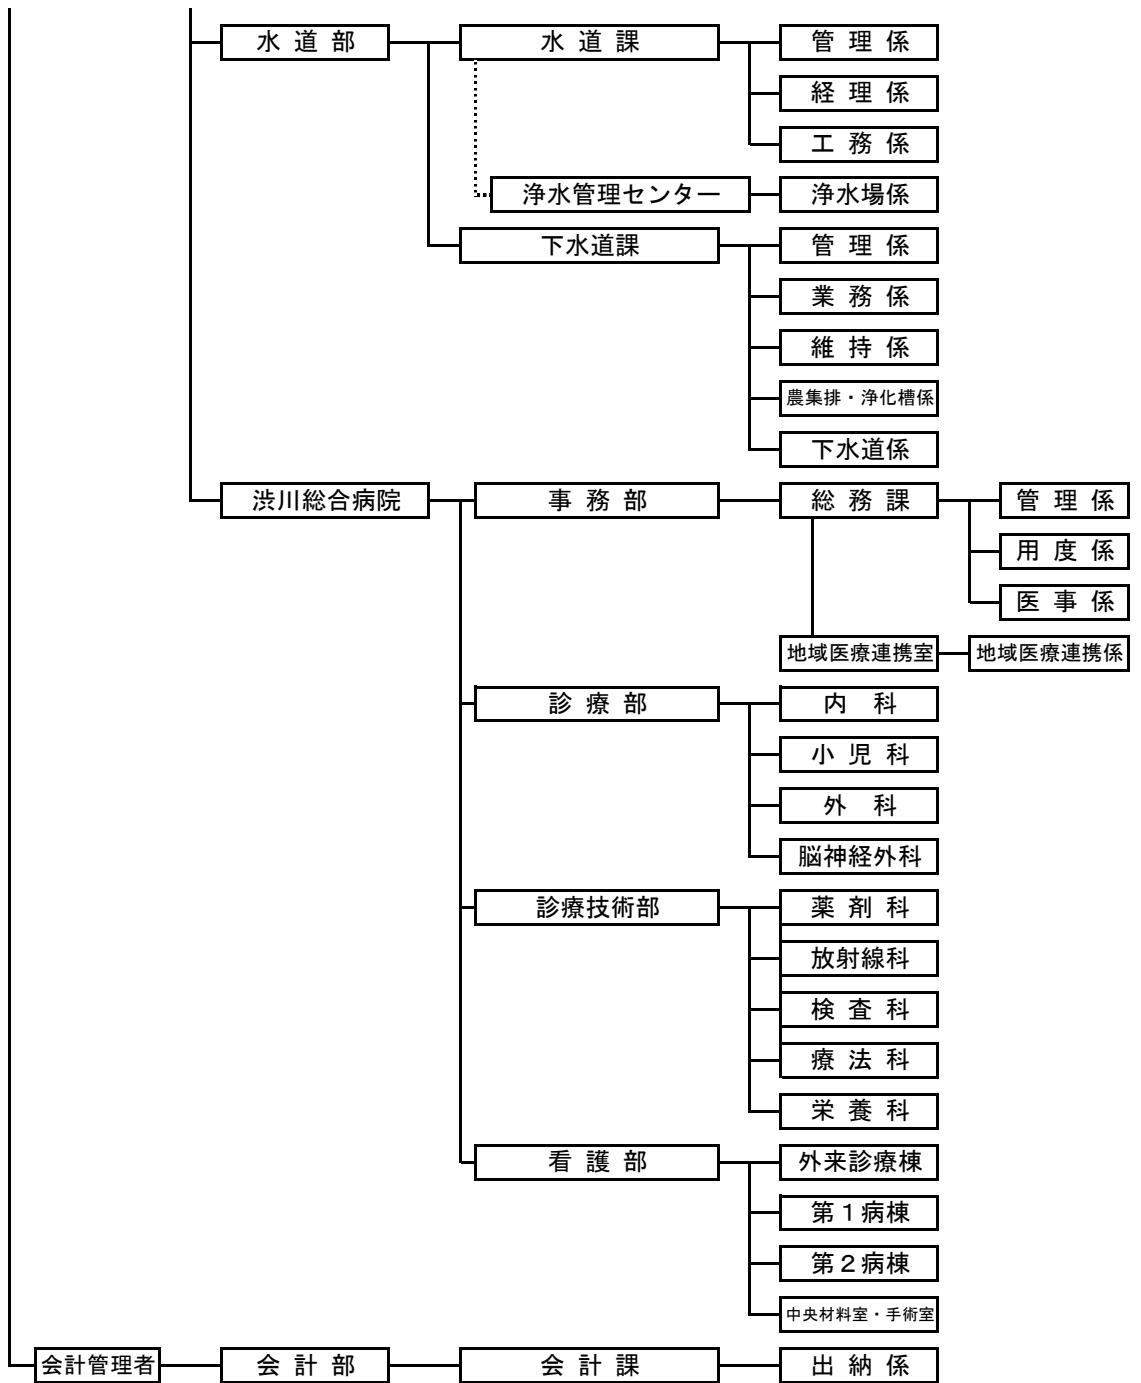 水道部 水道課 管理係
経理係
工務係
浄水管理センター 浄水場係
下水道課 管理係
業務係
維持係
農集排・浄化槽係
下水道係
渋川総合病院 事務部 総務課 管理係
用度係
医事係
地域医療連携室 地域医療連携係
診療部 内科
小児科
外科
脳神経外科
診療技術部 薬剤科
放射線科
検査科
療法科
栄養科
看護部 外来診療棟
第1病棟
第2病棟
中央材料室・手術室
会計管理者 会計部 会計課 出納係